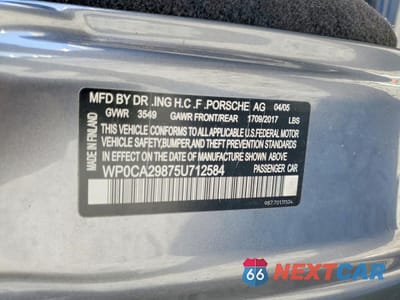 MFD BY DR .ING H.C .F .PORSCHE AG 04/05
GVWR 3549 GAWR FRONT/REAR 1709/2017 LBS
THIS VEHICLE CONFORMS TO ALL APPLICABLE
U.S.FEDERAL MOTOR
VEHICLE SAFETY, BUMPER AND
THEFT PREVENTION STANDARDS IN EFFECT ON
THE DATE OF MANUFACTURE SHOWN ABOVE
MADE IN FINLAND
WP0CA29875U712584
PASSENGER CAR
66 NEXTCAR